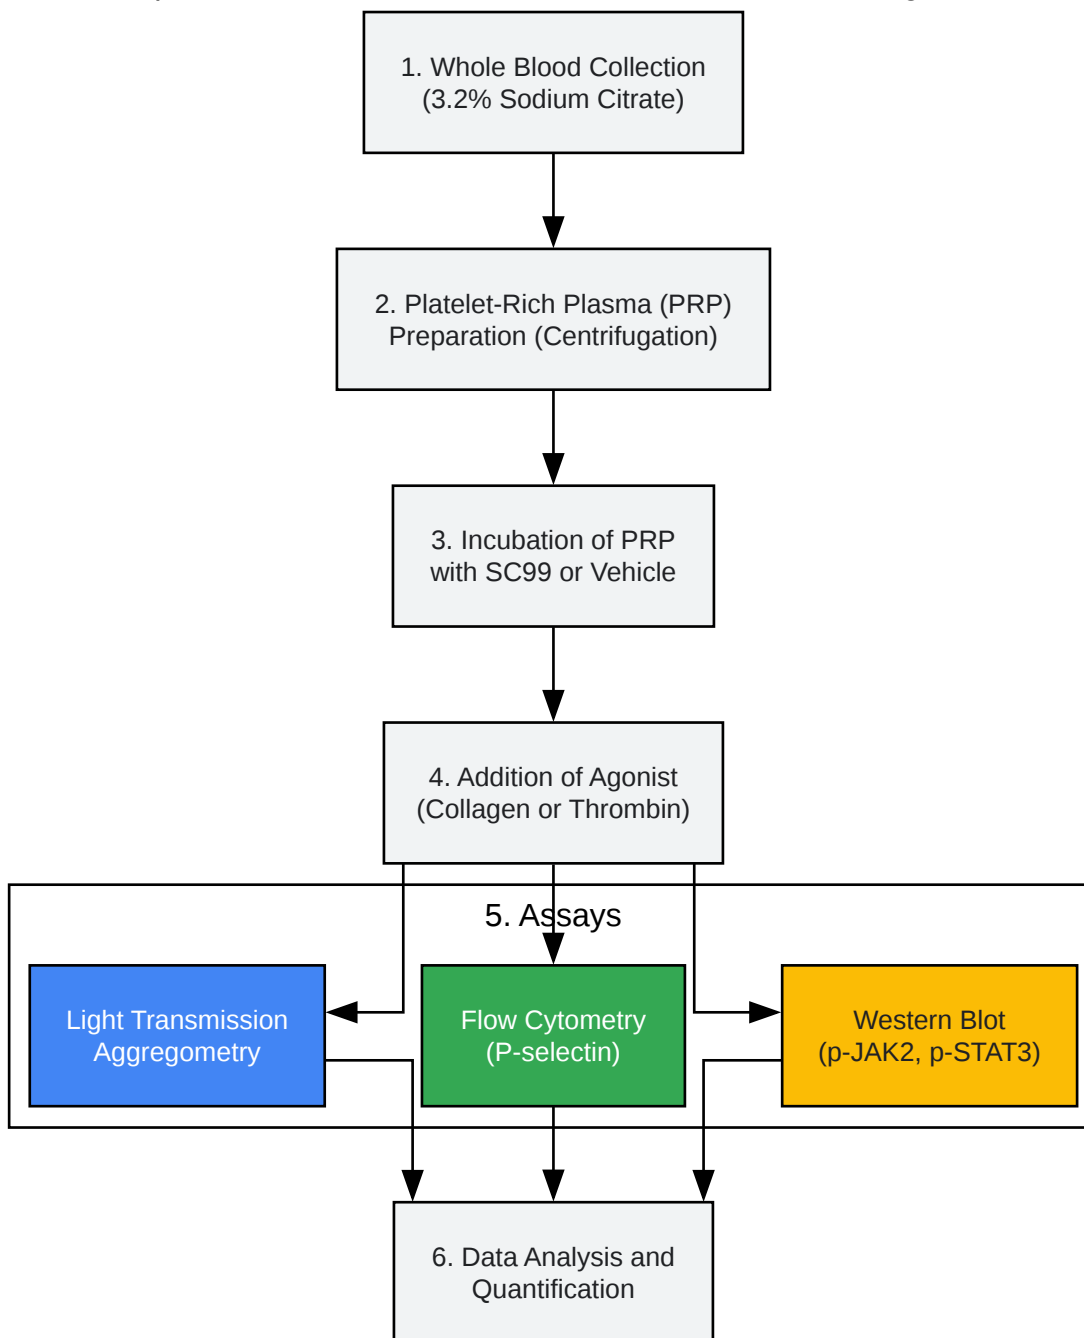 1. Whole Blood Collection
(3.2% Sodium Citrate)
2. Platelet-Rich Plasma (PRP)
Preparation (Centrifugation)
3. Incubation of PRP
with SC99 or Vehicle
4. Addition of Agonist
(Collagen or Thrombin)
5. Assays
Light Transmission
Aggregometry
Flow Cytometry
(P-selectin)
Western Blot
(p-JAK2, p-STAT3)
6. Data Analysis and
Quantification